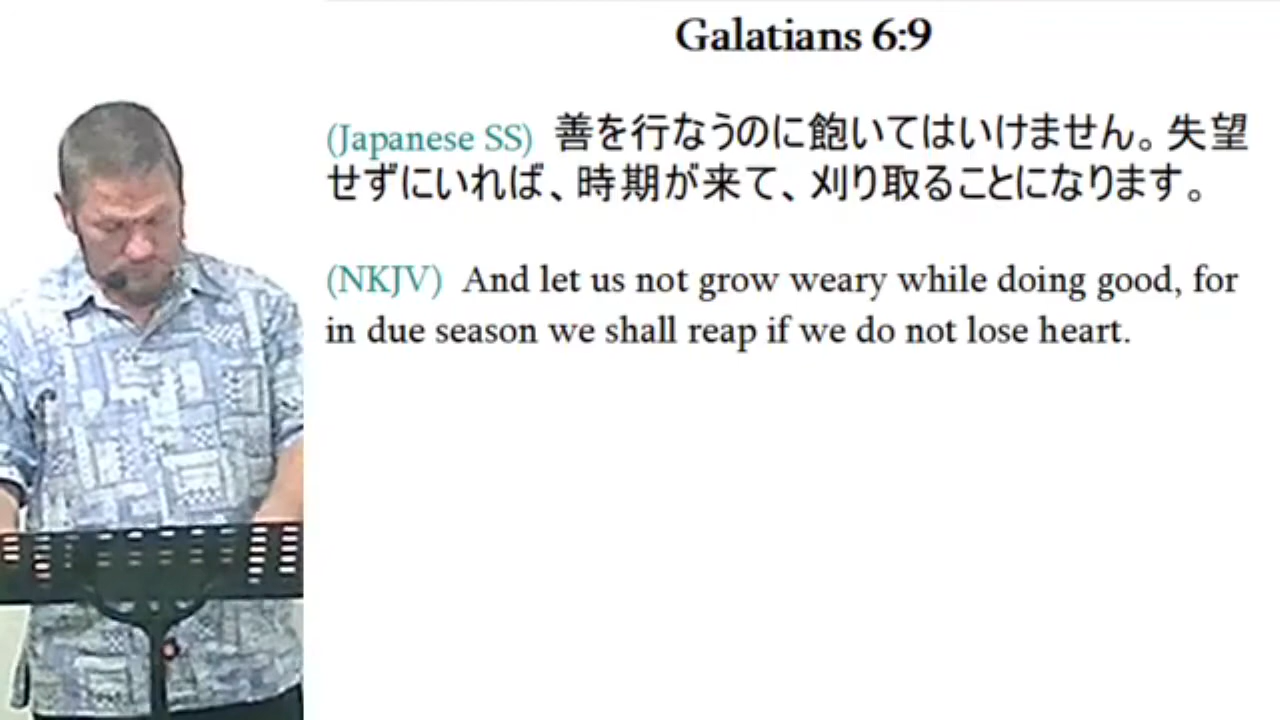 Galatians 6:9
(Japanese SS) 善を行なうのに飽いてはいけません。失望
せずにいれば、時期が来て、刈り取ることになります。
(NKJV) And let us not grow weary while doing good, for
in due season we shall reap if we do not lose heart.